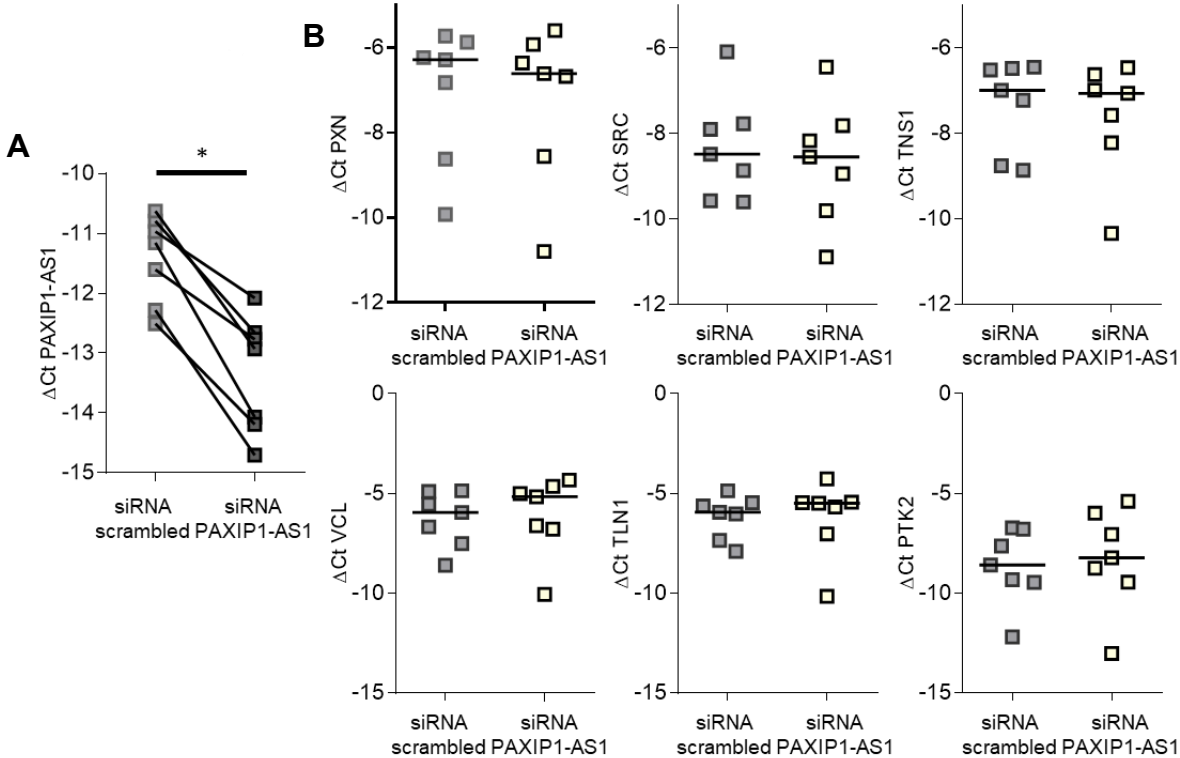 A
*
ΔCt PAXIP1-AS1
-10
-11
-12
-13
-14
-15
siRNA siRNA
scrambled PAXIP1-AS1
B
ΔCt PXN
-6
-8
-10
-12
siRNA siRNA
scrambled PAXIP1-AS1
ΔCt SRC
-6
-8
-10
-12
siRNA siRNA
scrambled PAXIP1-AS1
ΔCt TNS1
-6
-8
-10
-12
siRNA siRNA
scrambled PAXIP1-AS1
ΔCt VCL
0
-5
-10
-15
siRNA siRNA
scrambled PAXIP1-AS1
ΔCt TLN1
0
-5
-10
-15
siRNA siRNA
scrambled PAXIP1-AS1
ΔCt PTK2
0
-5
-10
-15
siRNA siRNA
scrambled PAXIP1-AS1